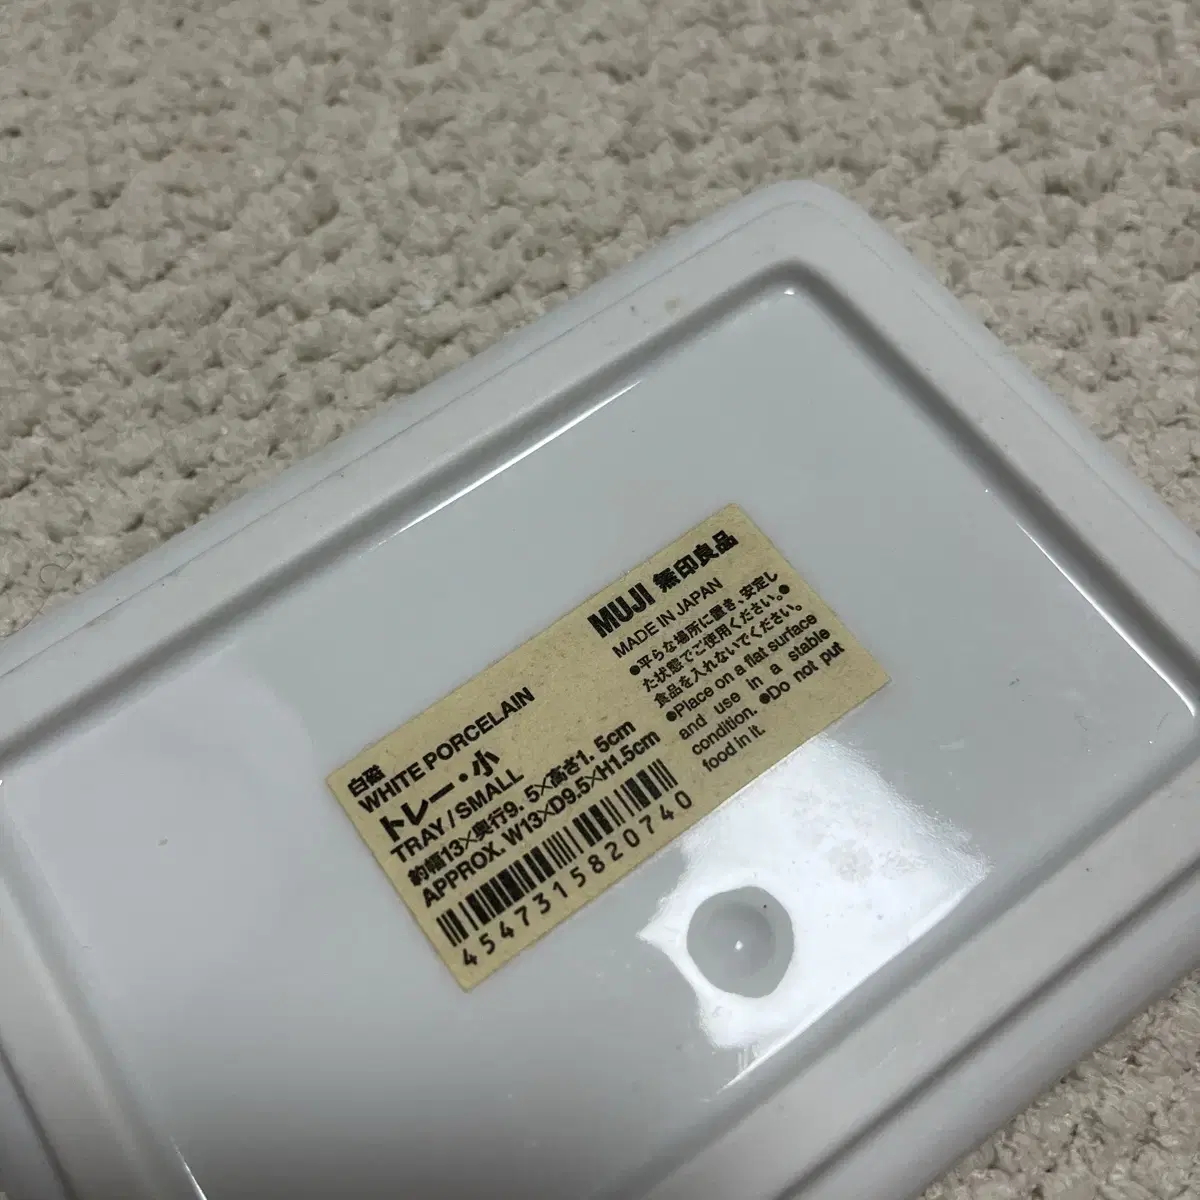 白磁
WHITE PORCELAIN
トレー・小
TRAY/SMALL
約幅13×奥行9.5×高さ1.5cm
APPROX. W13×D9.5×H1.5cm
4547315820740
MUJI 無印良品
MADE IN JAPAN
●平らな場所に置き、安定し
た状態でご使用ください。●
食品を入れないでください。
●Place on a flat surface
and use in a stable
condition. ●Do not put
food in it.